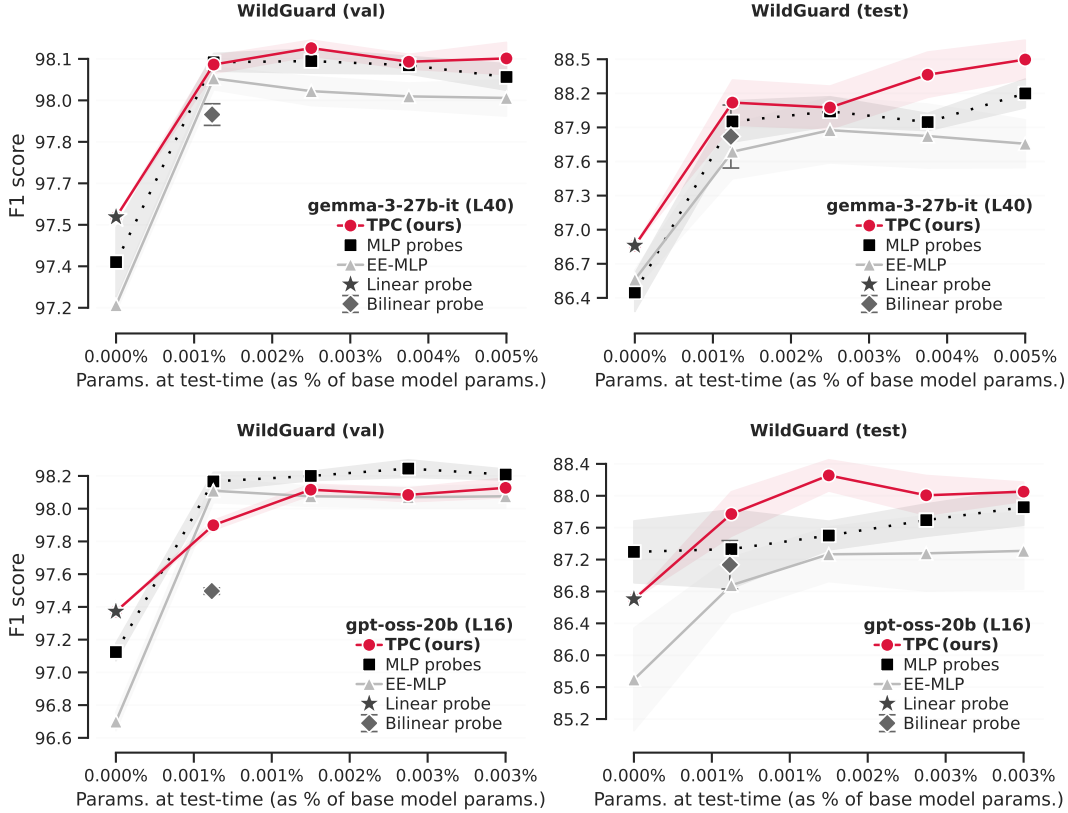 WildGuard (val)
F1 score
98.1
98.0
97.8
97.7
97.5
97.4
97.2
gemma-3-27b-it (L40)
TPC (ours)
MLP probes
EE-MLP
Linear probe
Bilinear probe
0.000% 0.001% 0.002% 0.003% 0.004% 0.005%
Params. at test-time (as % of base model params.)
WildGuard (test)
88.5
88.2
87.9
87.6
87.3
87.0
86.7
86.4
gemma-3-27b-it (L40)
TPC (ours)
MLP probes
EE-MLP
Linear probe
Bilinear probe
0.000% 0.001% 0.002% 0.003% 0.004% 0.005%
Params. at test-time (as % of base model params.)
WildGuard (val)
F1 score
98.2
98.0
97.8
97.6
97.4
97.2
97.0
96.8
96.6
gpt-oss-20b (L16)
TPC (ours)
MLP probes
EE-MLP
Linear probe
Bilinear probe
0.000% 0.001% 0.001% 0.002% 0.003% 0.003%
Params. at test-time (as % of base model params.)
WildGuard (test)
88.4
88.0
87.6
87.2
86.8
86.4
86.0
85.6
85.2
gpt-oss-20b (L16)
TPC (ours)
MLP probes
EE-MLP
Linear probe
Bilinear probe
0.000% 0.001% 0.001% 0.002% 0.003% 0.003%
Params. at test-time (as % of base model params.)